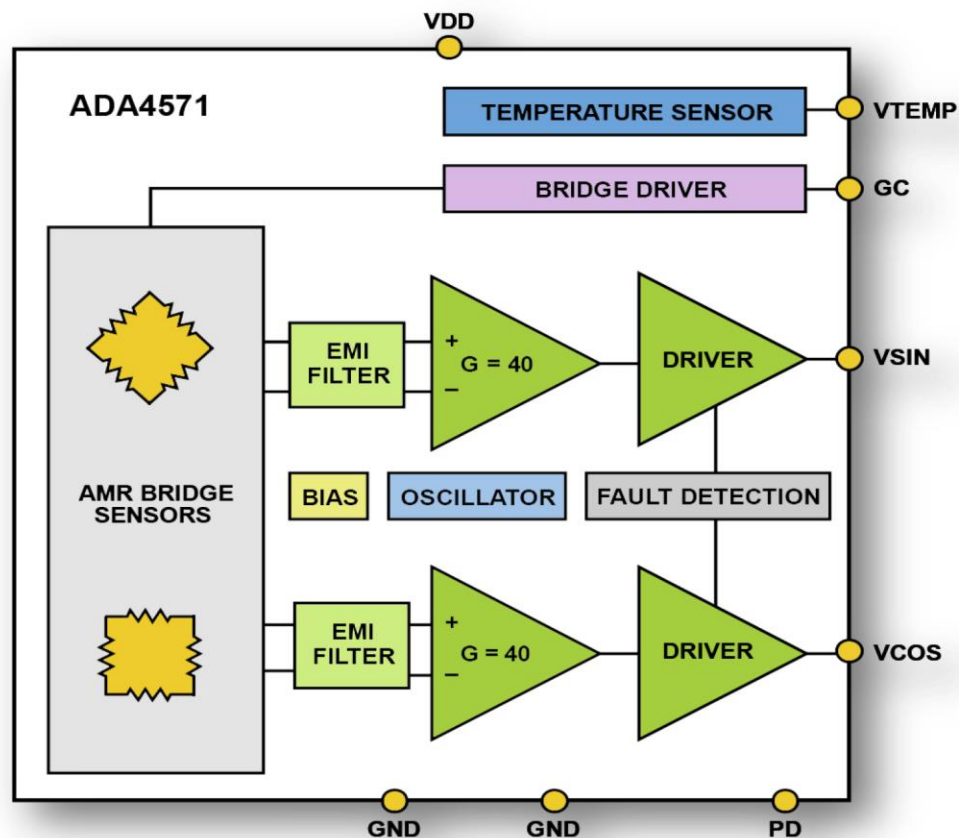 VDD
ADA4571
TEMPERATURE SENSOR
VTEMP
BRIDGE DRIVER
GC
EMI
FILTER
+
G = 40
–
DRIVER
VSIN
AMR BRIDGE
SENSORS
BIAS
OSCILLATOR
FAULT DETECTION
EMI
FILTER
+
G = 40
–
DRIVER
VCOS
GND
GND
PD